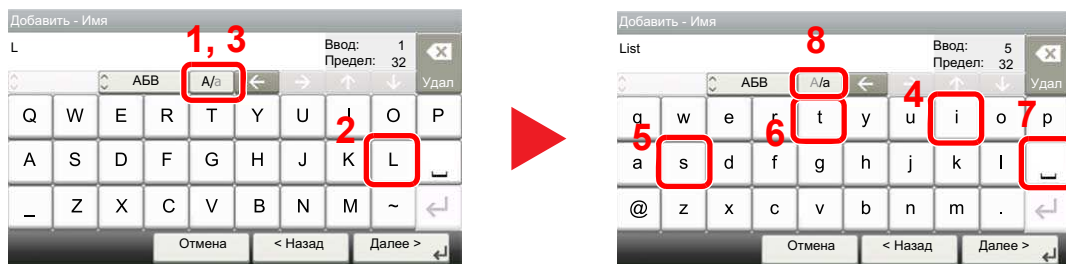 Добавить - Имя
L
1, 3
Ввод: 1
Предел: 32
АБВ A/a Удал
Q W E R T Y U I O P
2
A S D F G H J K L
_ Z X C V B N M ~
Отмена < Назад Далее >
Добавить - Имя
List
8
Ввод: 5
Предел: 32
АБВ A/a Удал
4
q w e r t y u i o p
5 6 7
a s d f g h j k l
@ z x c v b n m .
Отмена < Назад Далее >